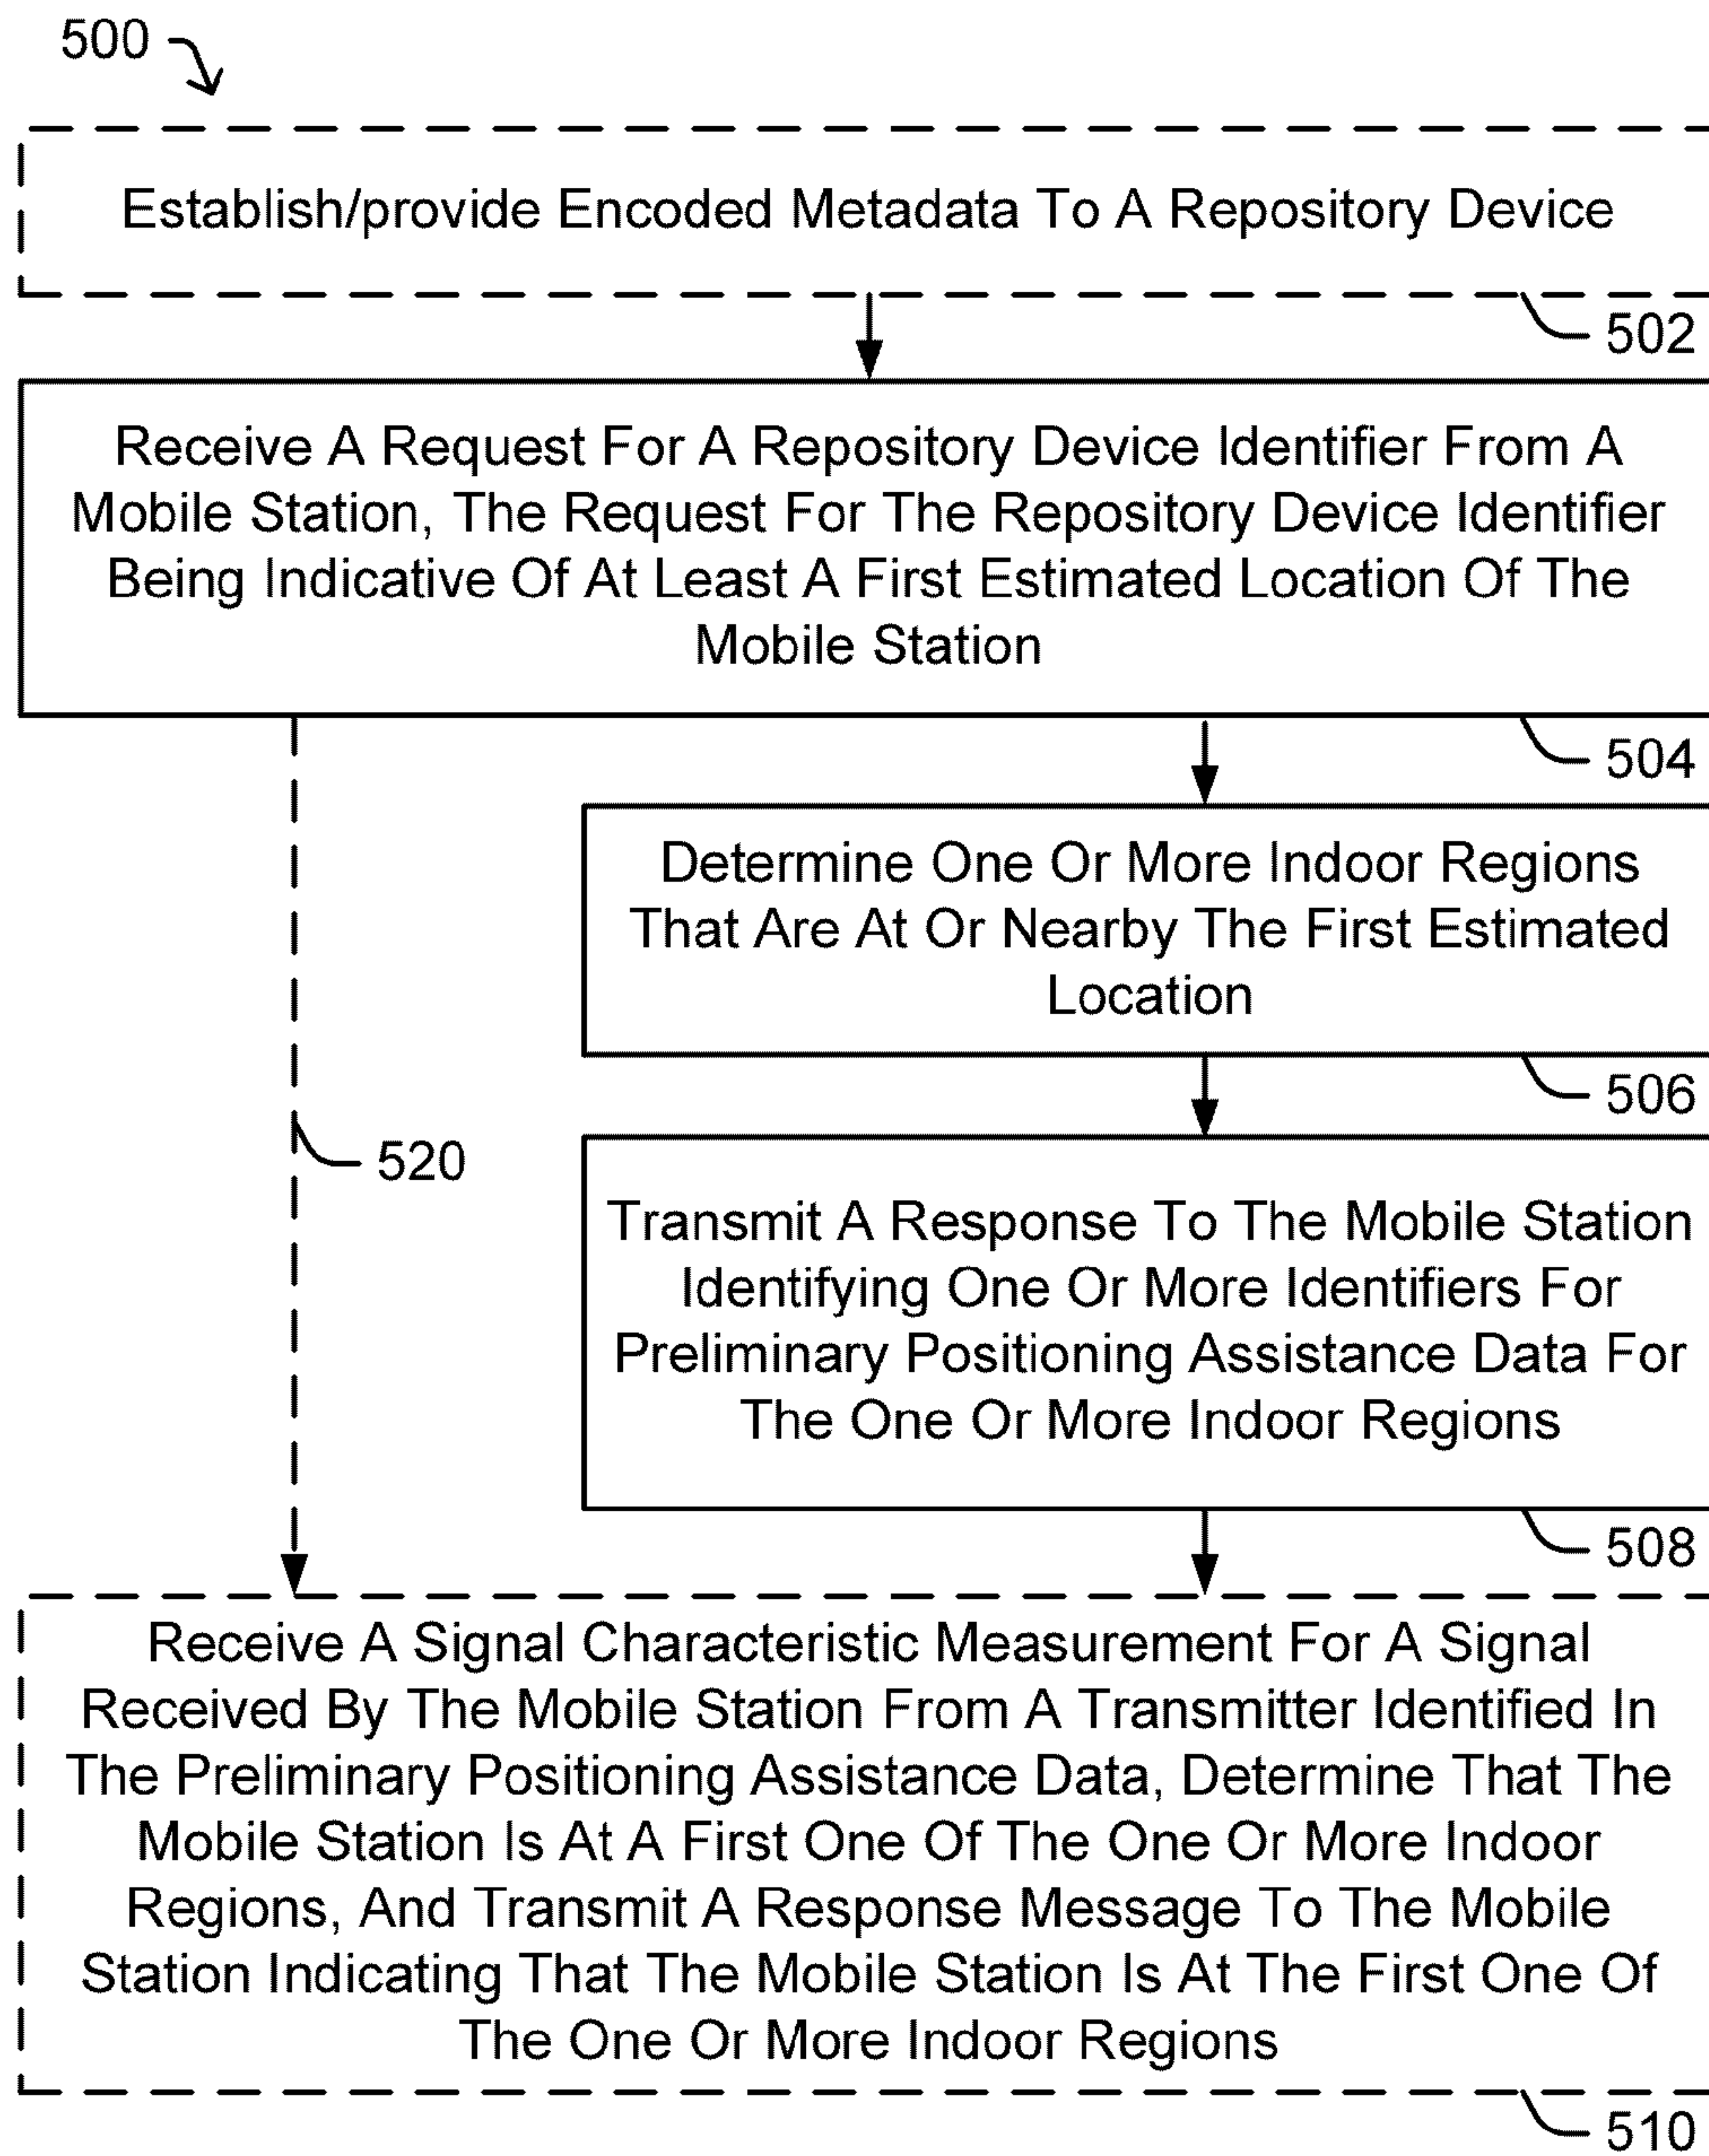 500
Establish/provide Encoded Metadata To A Repository Device
502
Receive A Request For A Repository Device Identifier From A
Mobile Station, The Request For The Repository Device Identifier
Being Indicative Of At Least A First Estimated Location Of The
Mobile Station
504
Determine One Or More Indoor Regions
That Are At Or Nearby The First Estimated
Location
506
520
Transmit A Response To The Mobile Station
Identifying One Or More Identifiers For
Preliminary Positioning Assistance Data For
The One Or More Indoor Regions
508
Receive A Signal Characteristic Measurement For A Signal
Received By The Mobile Station From A Transmitter Identified In
The Preliminary Positioning Assistance Data, Determine That The
Mobile Station Is At A First One Of The One Or More Indoor
Regions, And Transmit A Response Message To The Mobile
Station Indicating That The Mobile Station Is At The First One Of
The One Or More Indoor Regions
510